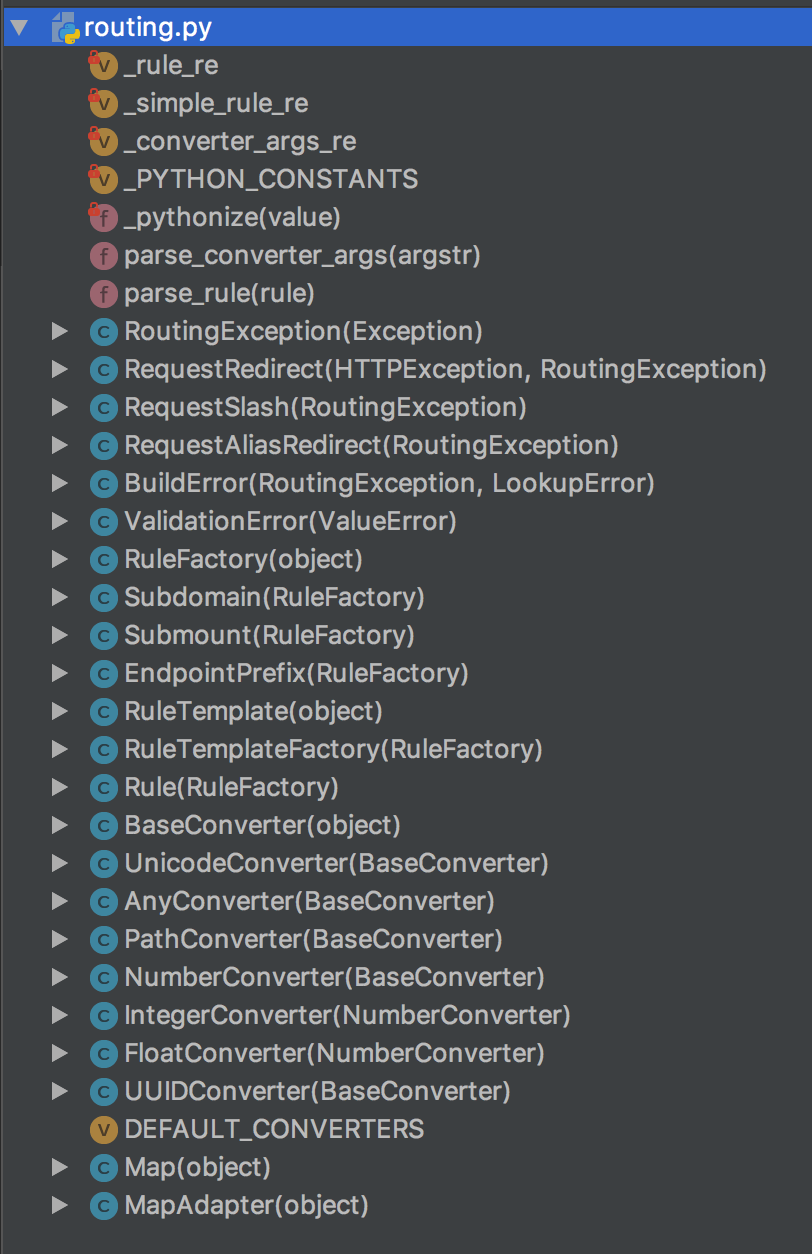 routing.py
_rule_re
_simple_rule_re
_converter_args_re
_PYTHON_CONSTANTS
_pythonize(value)
parse_converter_args(argstr)
parse_rule(rule)
RoutingException(Exception)
RequestRedirect(HTTPException, RoutingException)
RequestSlash(RoutingException)
RequestAliasRedirect(RoutingException)
BuildError(RoutingException, LookupError)
ValidationError(ValueError)
RuleFactory(object)
Subdomain(RuleFactory)
Submount(RuleFactory)
EndpointPrefix(RuleFactory)
RuleTemplate(object)
RuleTemplateFactory(RuleFactory)
Rule(RuleFactory)
BaseConverter(object)
UnicodeConverter(BaseConverter)
AnyConverter(BaseConverter)
PathConverter(BaseConverter)
NumberConverter(BaseConverter)
IntegerConverter(NumberConverter)
FloatConverter(NumberConverter)
UUIDConverter(BaseConverter)
DEFAULT_CONVERTERS
Map(object)
MapAdapter(object)